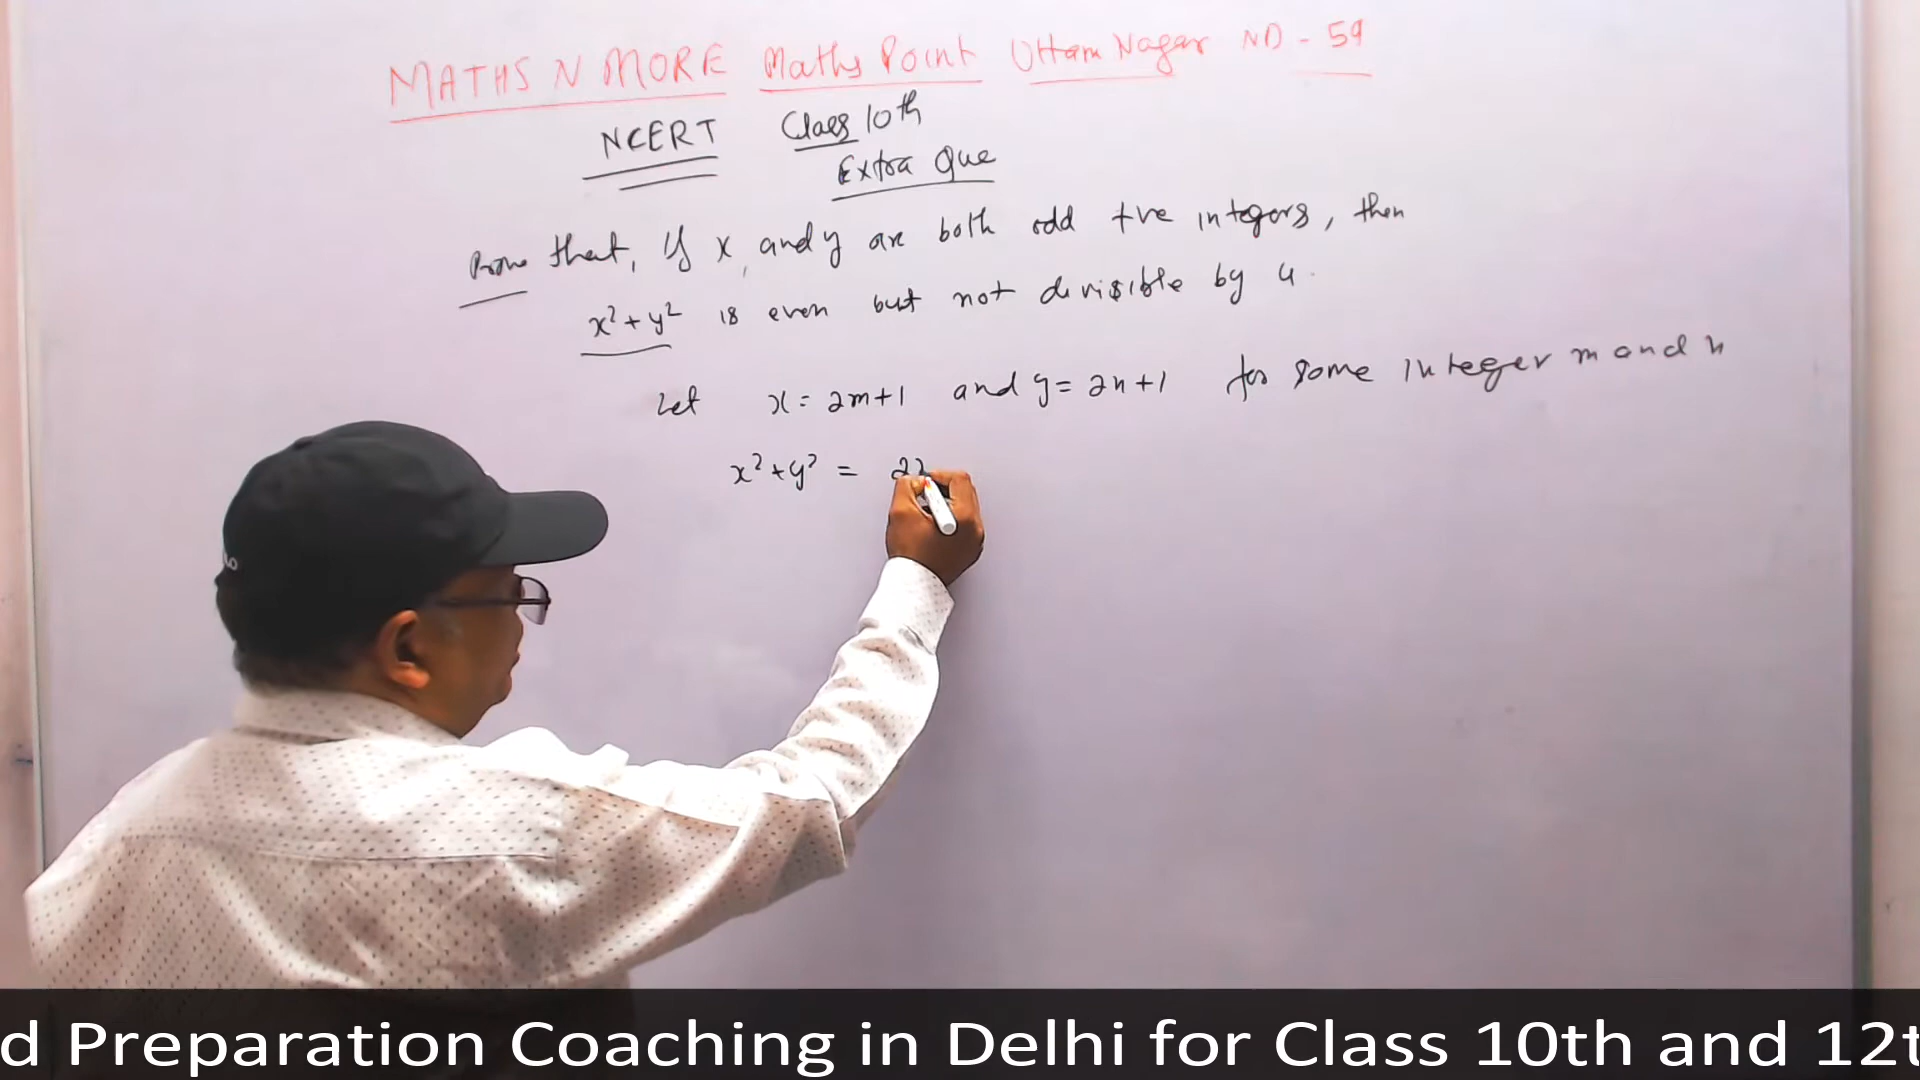 MATHS N MORE Maths Point Uttam Nagar ND - 59
NCERT Class 10th
Extra Que
Prove that, If x and y are both odd +ve integers, then
x² + y² is even but not divisible by 4.
Let x = 2m+1 and y = 2n+1 for some integer m and n
x² + y² =
d Preparation Coaching in Delhi for Class 10th and 12t